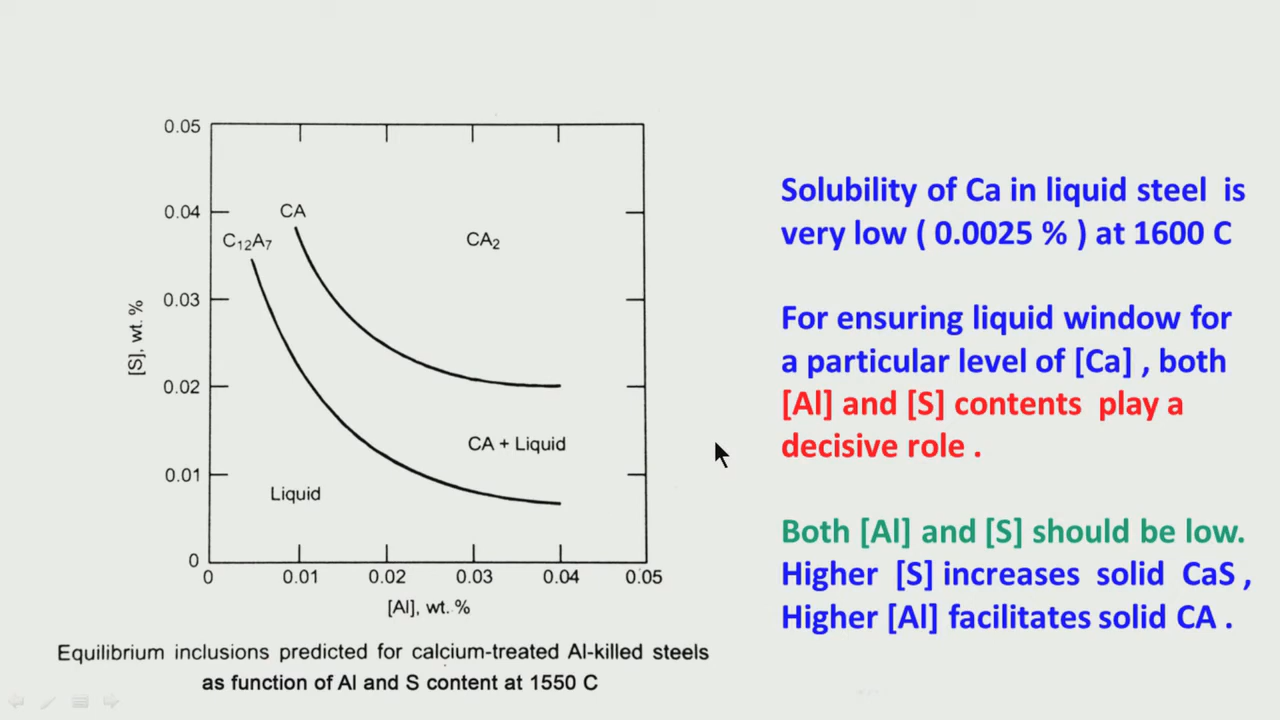 0.05
0.04
0.03
0.02
0.01
0
[S], wt. %
C12A7
CA
CA2
CA + Liquid
Liquid
0 0.01 0.02 0.03 0.04 0.05
[Al], wt. %
Equilibrium inclusions predicted for calcium-treated Al-killed steels
as function of Al and S content at 1550 C
Solubility of Ca in liquid steel is
very low ( 0.0025 % ) at 1600 C
For ensuring liquid window for
a particular level of [Ca] , both
[Al] and [S] contents play a
decisive role .
Both [Al] and [S] should be low.
Higher [S] increases solid CaS ,
Higher [Al] facilitates solid CA .